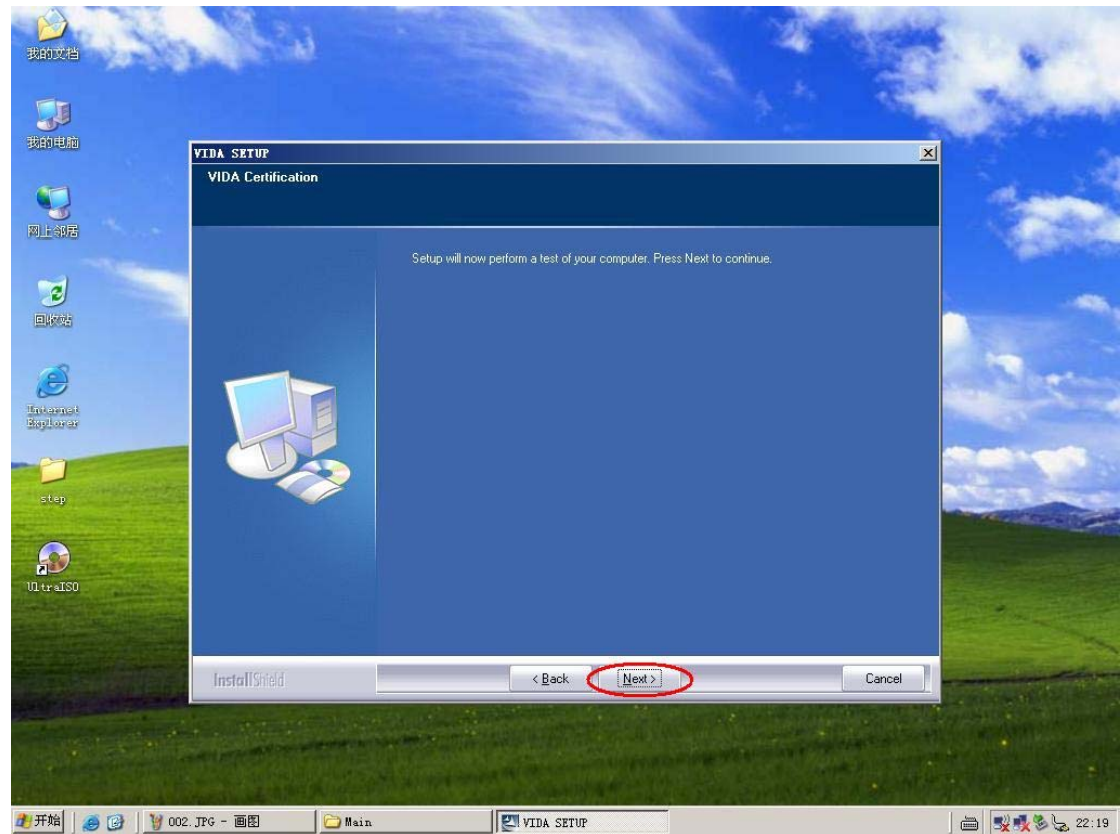 我的文档
我的电脑
网上邻居
回收站
Internet
Explorer
step
UltraISO
VIDA SETUP
VIDA Certification
Setup will now perform a test of your computer. Press Next to continue.
InstallShield
< Back
Next >
Cancel
开始
002.JPG - 画图
Main
VIDA SETUP
22:19